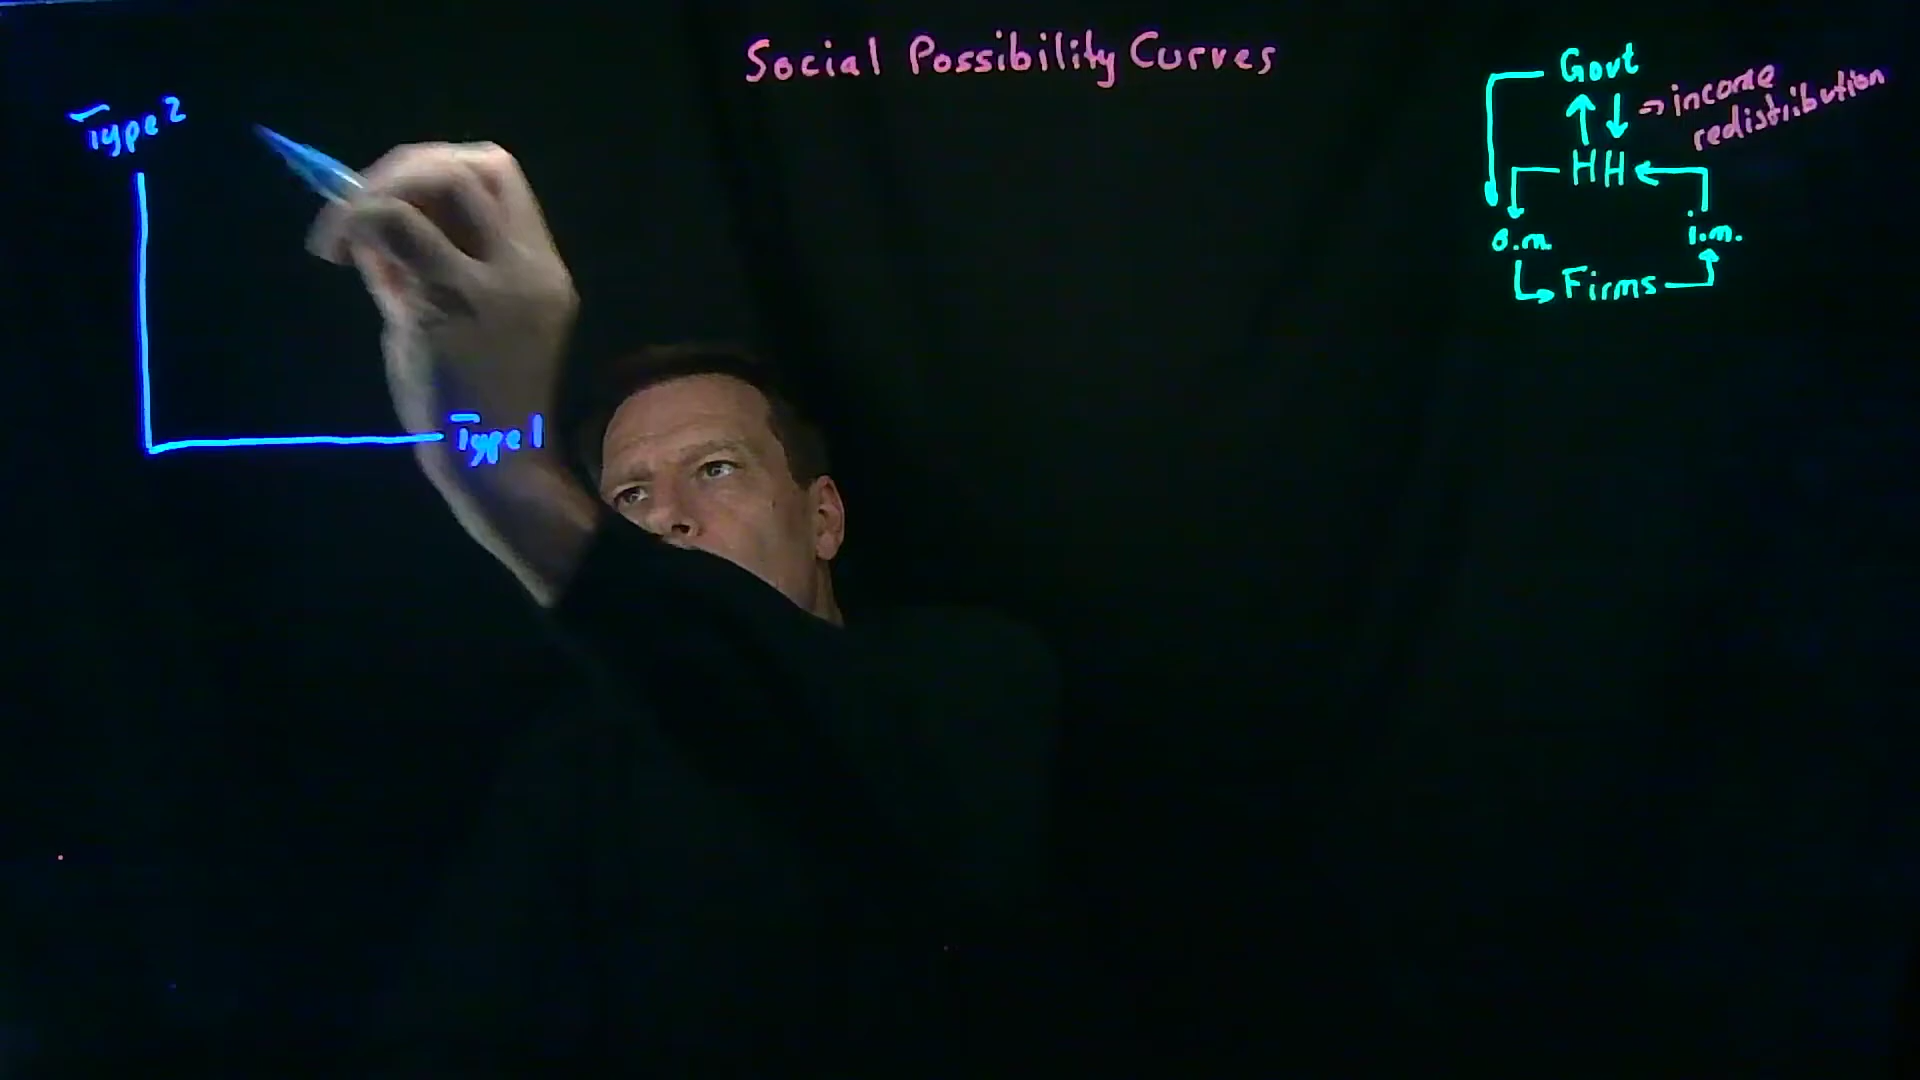 Social Possibility Curves
Type 2
Type 1
Govt
⇒ income
redistribution
HH
o.m.
i.m.
Firms